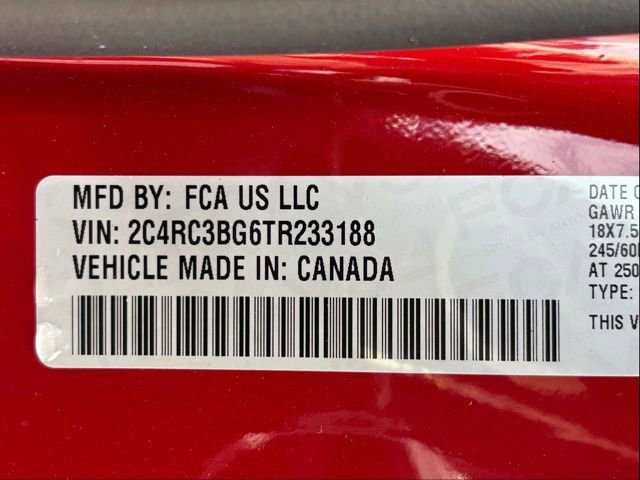 MFD BY: FCA US LLC
VIN: 2C4RC3BG6TR233188
VEHICLE MADE IN: CANADA
DATE
GAWR
18X7.5
245/60
AT 250
TYPE:
THIS